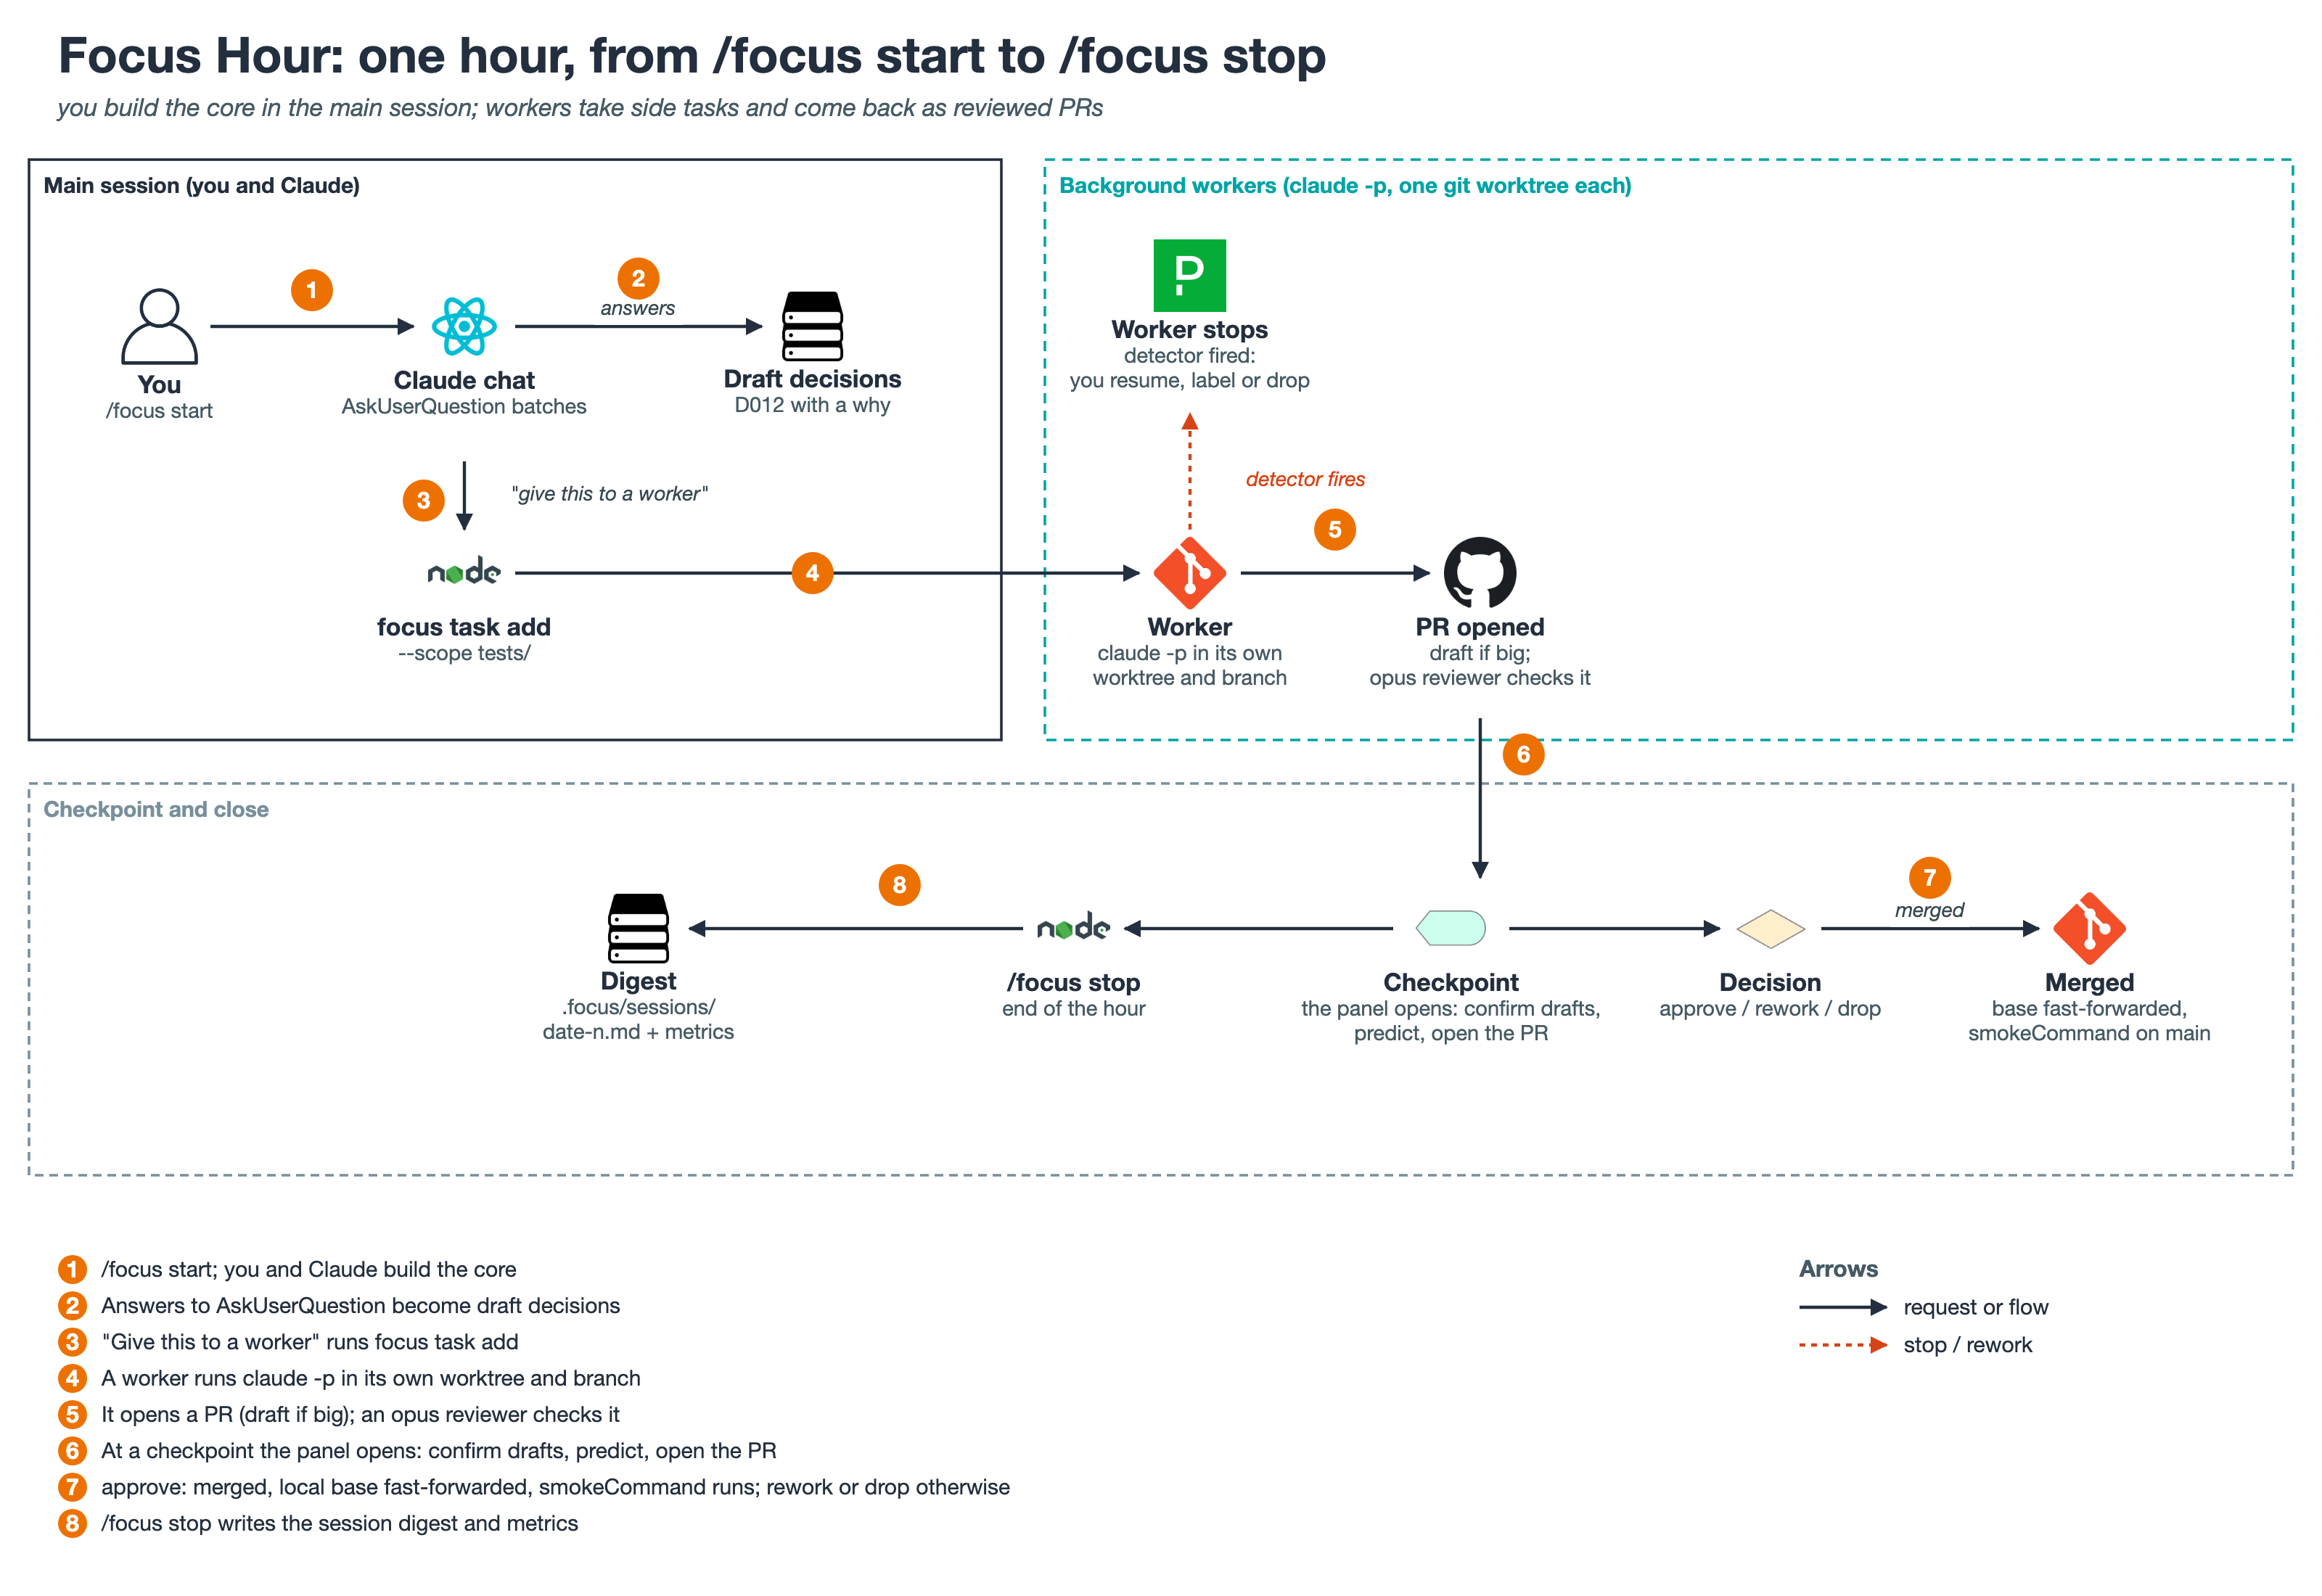 Focus Hour: one hour, from /focus start to /focus stop
you build the core in the main session; workers take side tasks and come back as reviewed PRs
Main session (you and Claude)
1
2
answers
You
/focus start
Claude chat
AskUserQuestion batches
Draft decisions
D012 with a why
3
"give this to a worker"
node
focus task add
--scope tests/
4
Background workers (claude -p, one git worktree each)
P
Worker stops
detector fired:
you resume, label or drop
detector fires
5
Worker
claude -p in its own
worktree and branch
PR opened
draft if big;
opus reviewer checks it
6
Checkpoint and close
8
7
merged
Digest
.focus/sessions/
date-n.md + metrics
node
/focus stop
end of the hour
Checkpoint
the panel opens: confirm drafts,
predict, open the PR
Decision
approve / rework / drop
Merged
base fast-forwarded,
smokeCommand on main
1 /focus start; you and Claude build the core
2 Answers to AskUserQuestion become draft decisions
3 "Give this to a worker" runs focus task add
4 A worker runs claude -p in its own worktree and branch
5 It opens a PR (draft if big); an opus reviewer checks it
6 At a checkpoint the panel opens: confirm drafts, predict, open the PR
7 approve: merged, local base fast-forwarded, smokeCommand runs; rework or drop otherwise
8 /focus stop writes the session digest and metrics
Arrows
request or flow
stop / rework